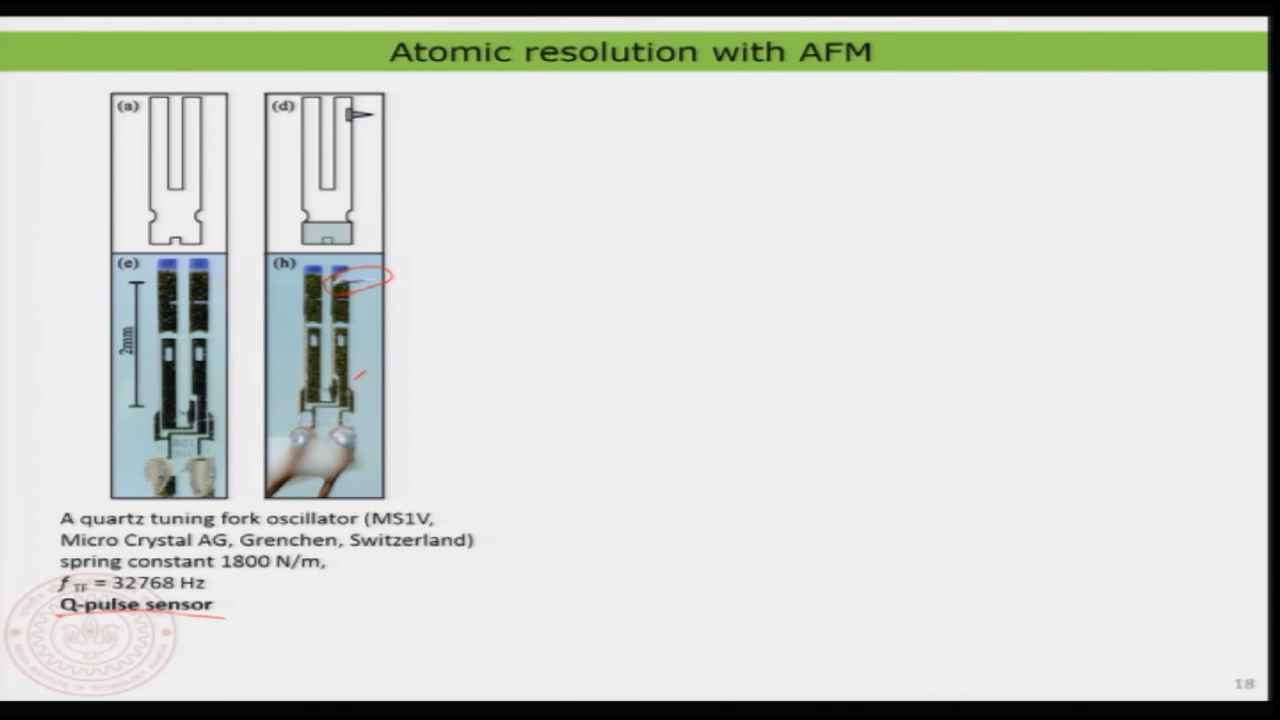 Atomic resolution with AFM
(a)
(d)
(e)
(h)
2mm
A quartz tuning fork oscillator (MS1V,
Micro Crystal AG, Grenchen, Switzerland)
spring constant 1800 N/m,
f TF = 32768 Hz
Q-pulse sensor
18